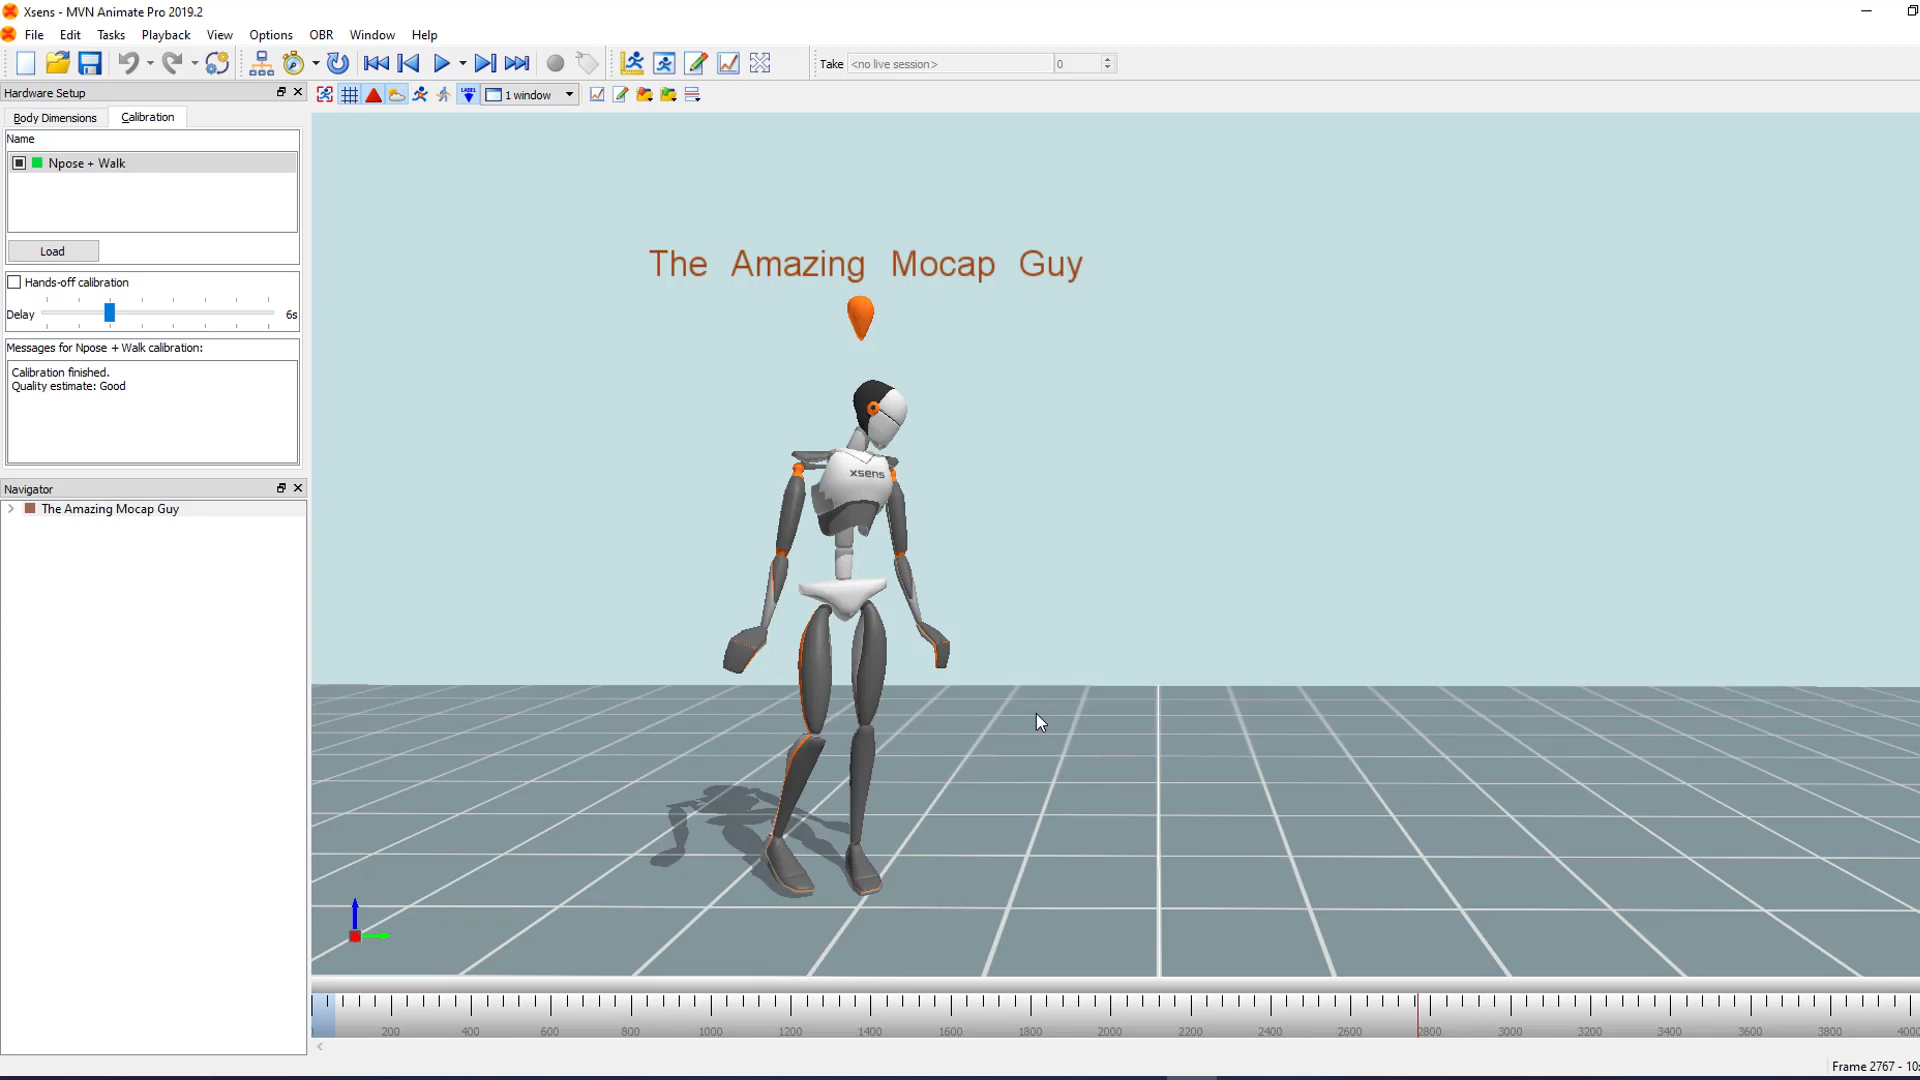 Xsens - MVN Animate Pro 2019.2
File Edit Tasks Playback View Options OBR Window Help
Take <no live session> 0
Hardware Setup
LABEL 1 window
Body Dimensions Calibration
Name
Npose + Walk
Load
Hands-off calibration
Delay 6s
Messages for Npose + Walk calibration:
Calibration finished.
Quality estimate: Good
Navigator
The Amazing Mocap Guy
The Amazing Mocap Guy
xsens
200 400 600 800 1000 1200 1400 1600 1800 2000 2200 2400 2600 2800 3000 3200 3400 3600 3800 4000
Frame 2767 - 10: